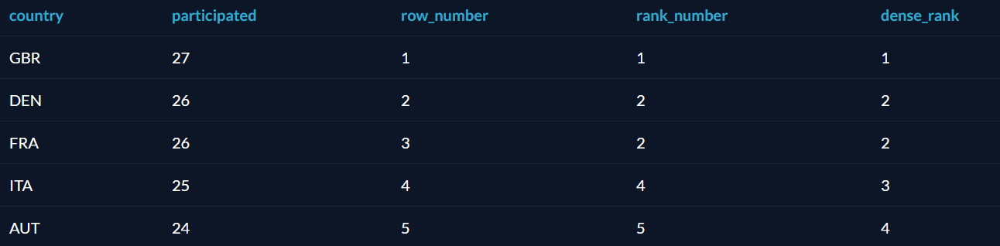 country participated row_number rank_number dense_rank
GBR 27 1 1 1
DEN 26 2 2 2
FRA 26 3 2 2
ITA 25 4 4 3
AUT 24 5 5 4